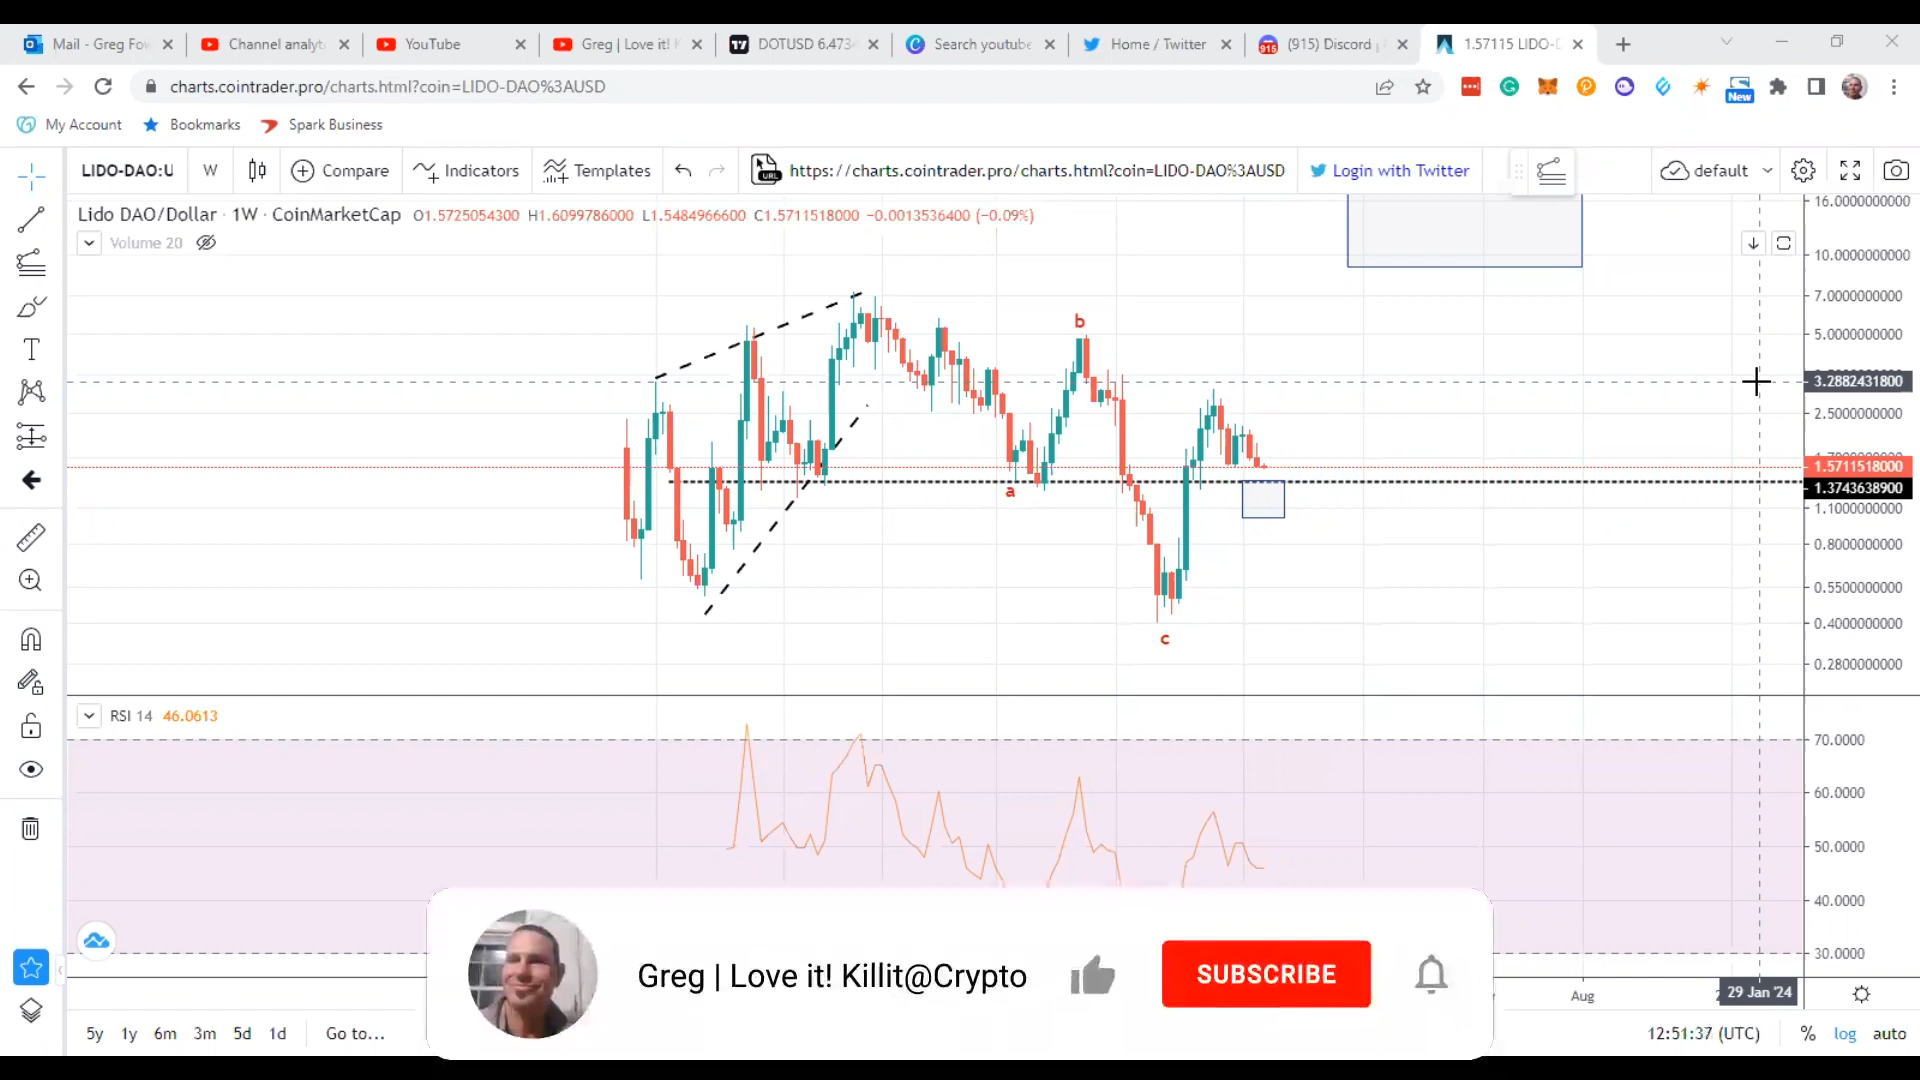 Mail - Greg Fow
Channel analyt
YouTube
Greg | Love it! K
DOTUSD 6.473
Search youtube
Home / Twitter
(915) Discord |
1.57115 LIDO-D
charts.cointrader.pro/charts.html?coin=LIDO-DAO%3AUSD
New
My Account
Bookmarks
Spark Business
LIDO-DAO:U
W
Compare
Indicators
Templates
URL
https://charts.cointrader.pro/charts.html?coin=LIDO-DAO%3AUSD
Login with Twitter
default
Lido DAO/Dollar · 1W · CoinMarketCap O1.5725054300 H1.6099786000 L1.5484966600 C1.5711518000 −0.0013536400 (−0.09%)
Volume 20
16.0000000000
10.0000000000
7.0000000000
5.0000000000
3.2882431800
2.5000000000
1.5711518000
1.3743638900
1.1000000000
0.8000000000
0.5500000000
0.4000000000
0.2800000000
b
a
c
RSI 14 46.0613
70.0000
60.0000
50.0000
40.0000
30.0000
Greg | Love it! Killit@Crypto
SUBSCRIBE
Aug
29 Jan '24
5y 1y 6m 3m 5d 1d Go to...
12:51:37 (UTC) % log auto